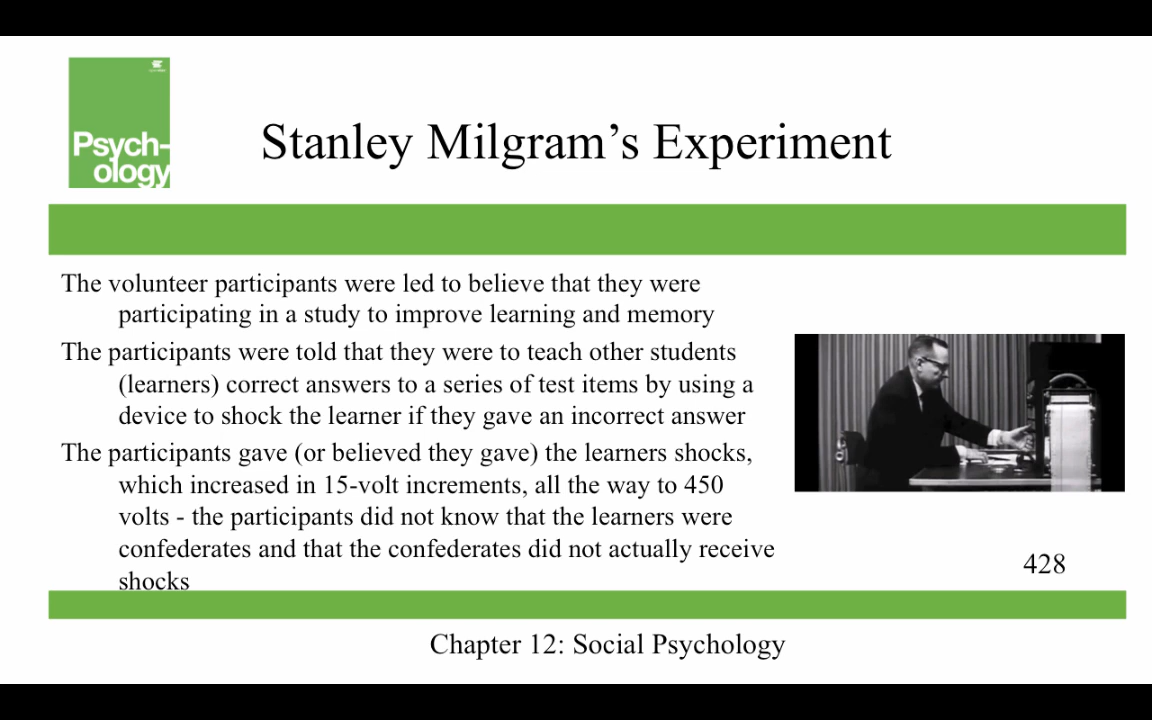 Psych-
ology
Stanley Milgram’s Experiment
The volunteer participants were led to believe that they were
participating in a study to improve learning and memory
The participants were told that they were to teach other students
(learners) correct answers to a series of test items by using a
device to shock the learner if they gave an incorrect answer
The participants gave (or believed they gave) the learners shocks,
which increased in 15-volt increments, all the way to 450
volts - the participants did not know that the learners were
confederates and that the confederates did not actually receive
shocks
428
Chapter 12: Social Psychology